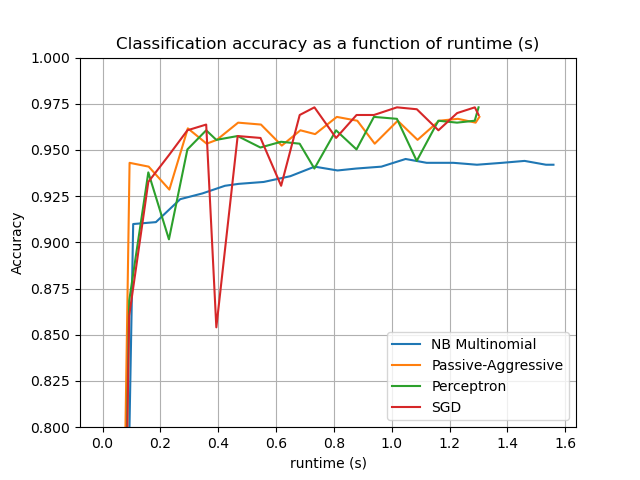 Classification accuracy as a function of runtime (s)
1.000
0.975
0.950
0.925
0.900
0.875
0.850
0.825
0.800
Accuracy
NB Multinomial
Passive-Aggressive
Perceptron
SGD
0.0 0.2 0.4 0.6 0.8 1.0 1.2 1.4 1.6
runtime (s)